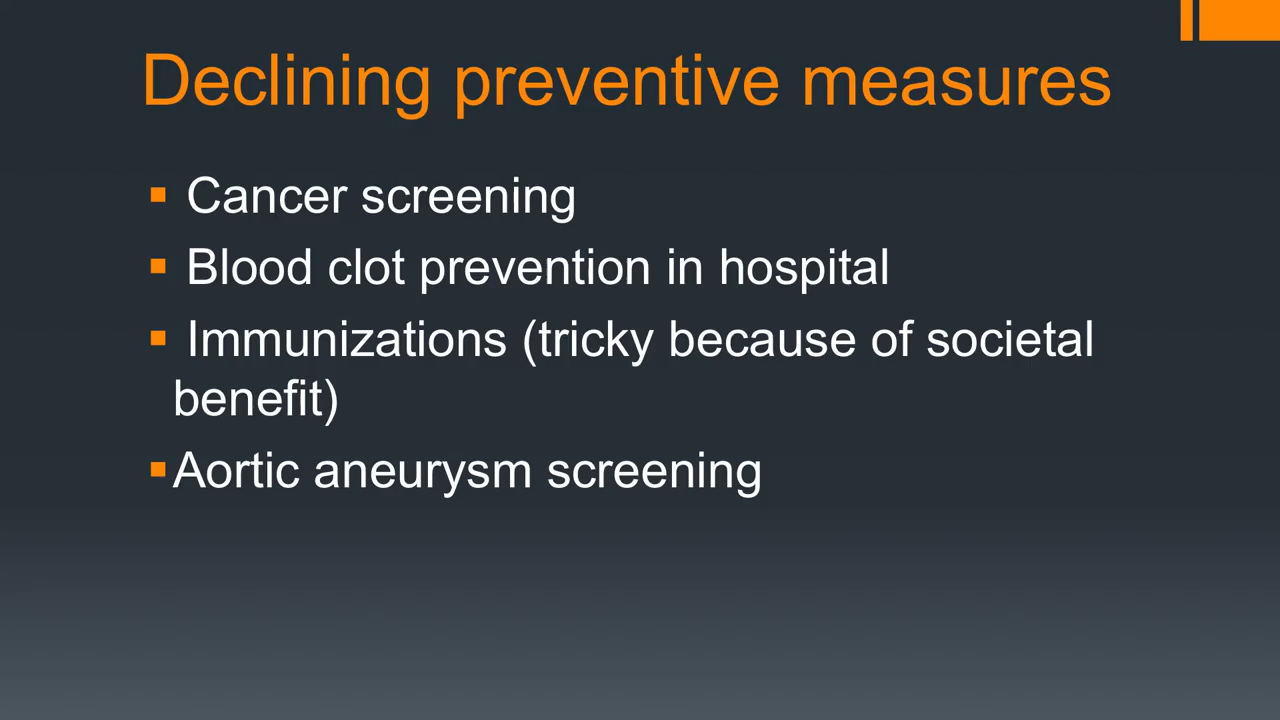 Declining preventive measures
▪ Cancer screening
▪ Blood clot prevention in hospital
▪ Immunizations (tricky because of societal
benefit)
▪Aortic aneurysm screening